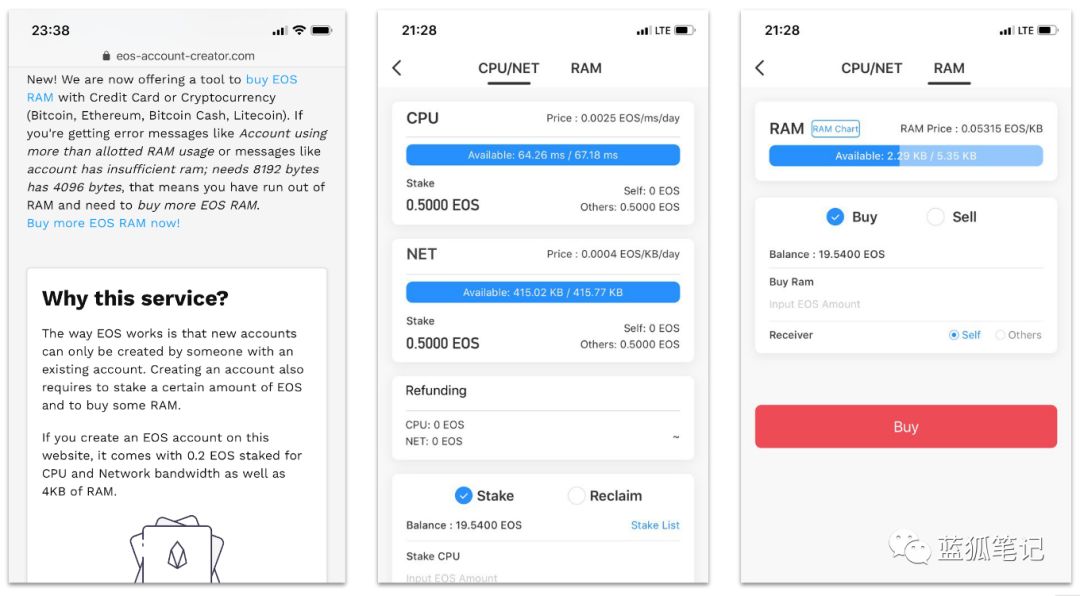 23:38
eos-account-creator.com
New! We are now offering a tool to buy EOS
RAM with Credit Card or Cryptocurrency
(Bitcoin, Ethereum, Bitcoin Cash, Litecoin). If
you're getting error messages like Account using
more than allotted RAM usage or messages like
account has insufficient ram; needs 8192 bytes
has 4096 bytes, that means you have run out of
RAM and need to buy more EOS RAM.
Buy more EOS RAM now!
Why this service?
The way EOS works is that new accounts
can only be created by someone with an
existing account. Creating an account also
requires to stake a certain amount of EOS
and to buy some RAM.
If you create an EOS account on this
website, it comes with 0.2 EOS staked for
CPU and Network bandwidth as well as
4KB of RAM.
21:28 LTE
CPU/NET RAM
CPU Price : 0.0025 EOS/ms/day
Available: 64.26 ms / 67.18 ms
Stake
Self: 0 EOS
0.5000 EOS
Others: 0.5000 EOS
NET Price : 0.0004 EOS/KB/day
Available: 415.02 KB / 415.77 KB
Stake
Self: 0 EOS
0.5000 EOS
Others: 0.5000 EOS
Refunding
CPU: 0 EOS
NET: 0 EOS ~
Stake Reclaim
Balance : 19.5400 EOS Stake List
Stake CPU
Input EOS Amount
21:28 LTE
CPU/NET RAM
RAM RAM Chart RAM Price : 0.05315 EOS/KB
Available: 2.29 KB / 5.35 KB
Buy Sell
Balance : 19.5400 EOS
Buy Ram
Input EOS Amount
Receiver Self Others
Buy
蓝狐笔记